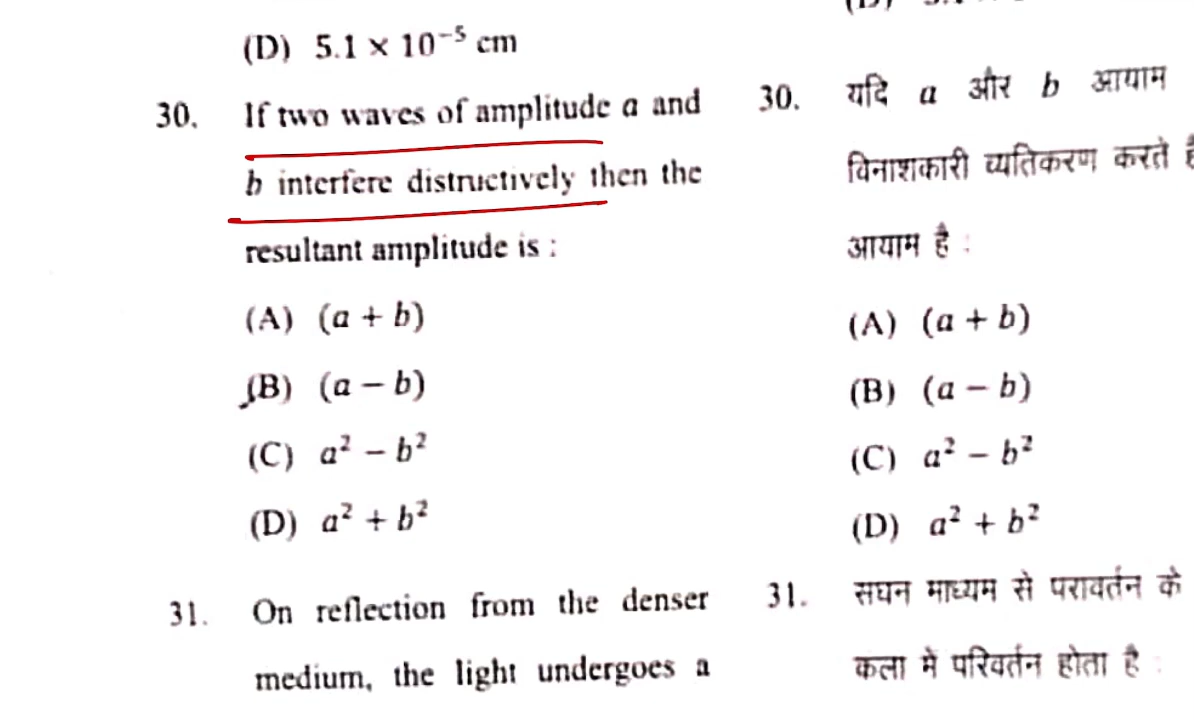 (D) 5.1 × 10⁻⁵ cm
30. If two waves of amplitude a and
b interfere distructively then the
resultant amplitude is :
(A) (a + b)
(B) (a – b)
(C) a² – b²
(D) a² + b²
31. On reflection from the denser
medium, the light undergoes a
30. यदि a और b आयाम
विनाशकारी व्यतिकरण करते
आयाम है :
(A) (a + b)
(B) (a – b)
(C) a² – b²
(D) a² + b²
31. सघन माध्यम से परावर्तन के
कला मे परिवर्तन होता है :